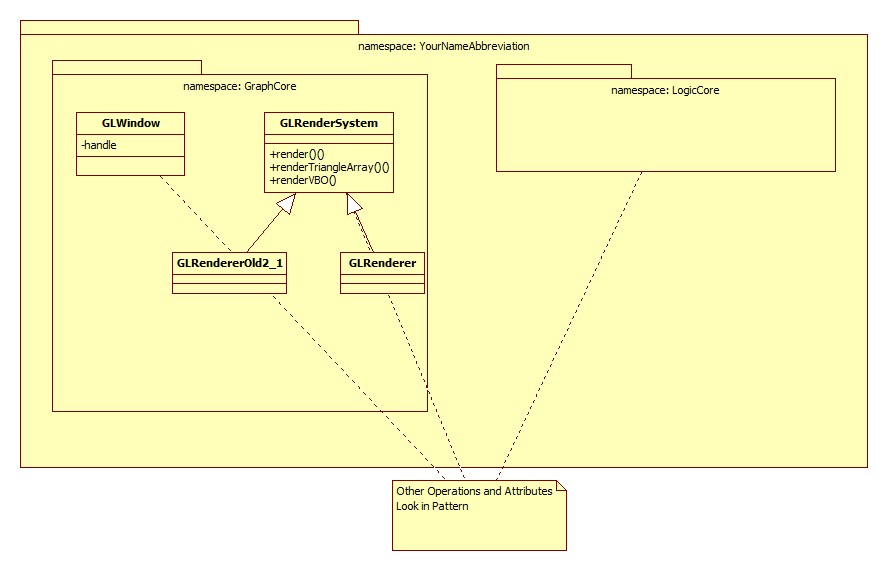 namespace: YourNameAbbreviation
namespace: GraphCore
namespace: LogicCore
GLWindow
-handle
GLRenderSystem
+render()()
+renderTriangleArray()()
+renderVBO()
GLRendererOld2_1
GLRenderer
Other Operations and Attributes
Look in Pattern